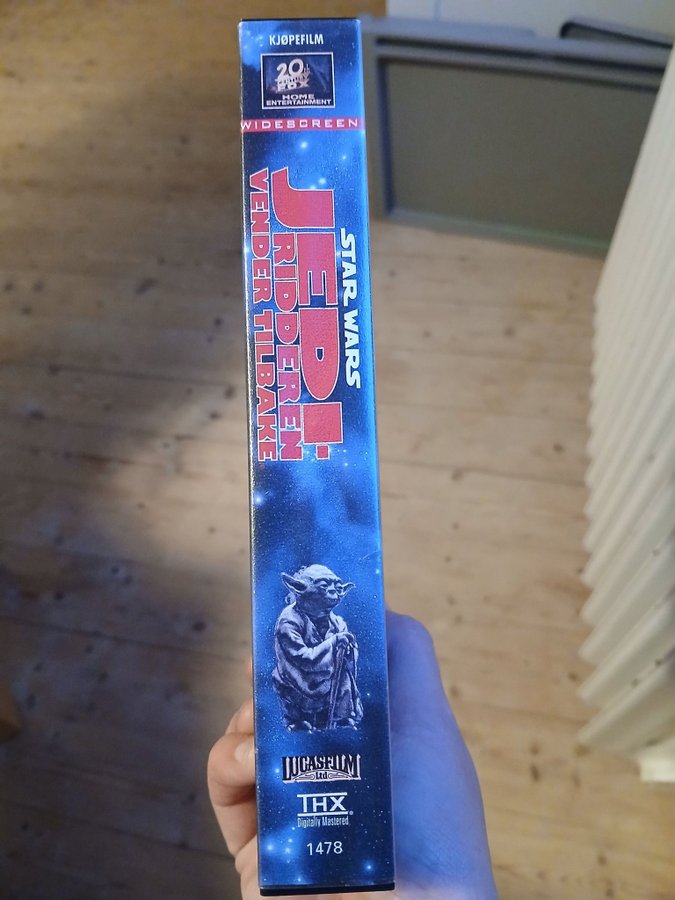 KJØPEFILM
20th
CENTURY
FOX
HOME
ENTERTAINMENT
WIDESCREEN
STAR WARS
JEDI-
RIDDEREN
VENDER TILBAKE
LUCASFILM
Ltd
THX®
Digitally Mastered
1478